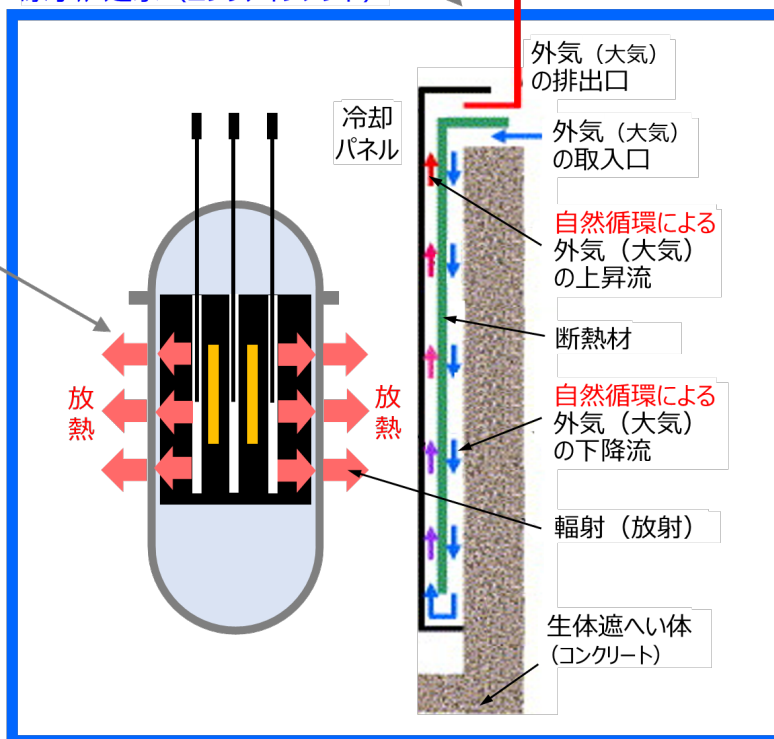 外気（大気）
の排出口
冷却
パネル
外気（大気）
の取入口
自然循環による
外気（大気）
の上昇流
断熱材
放
熱
放
熱
自然循環による
外気（大気）
の下降流
輻射（放射）
生体遮へい体
（コンクリート）